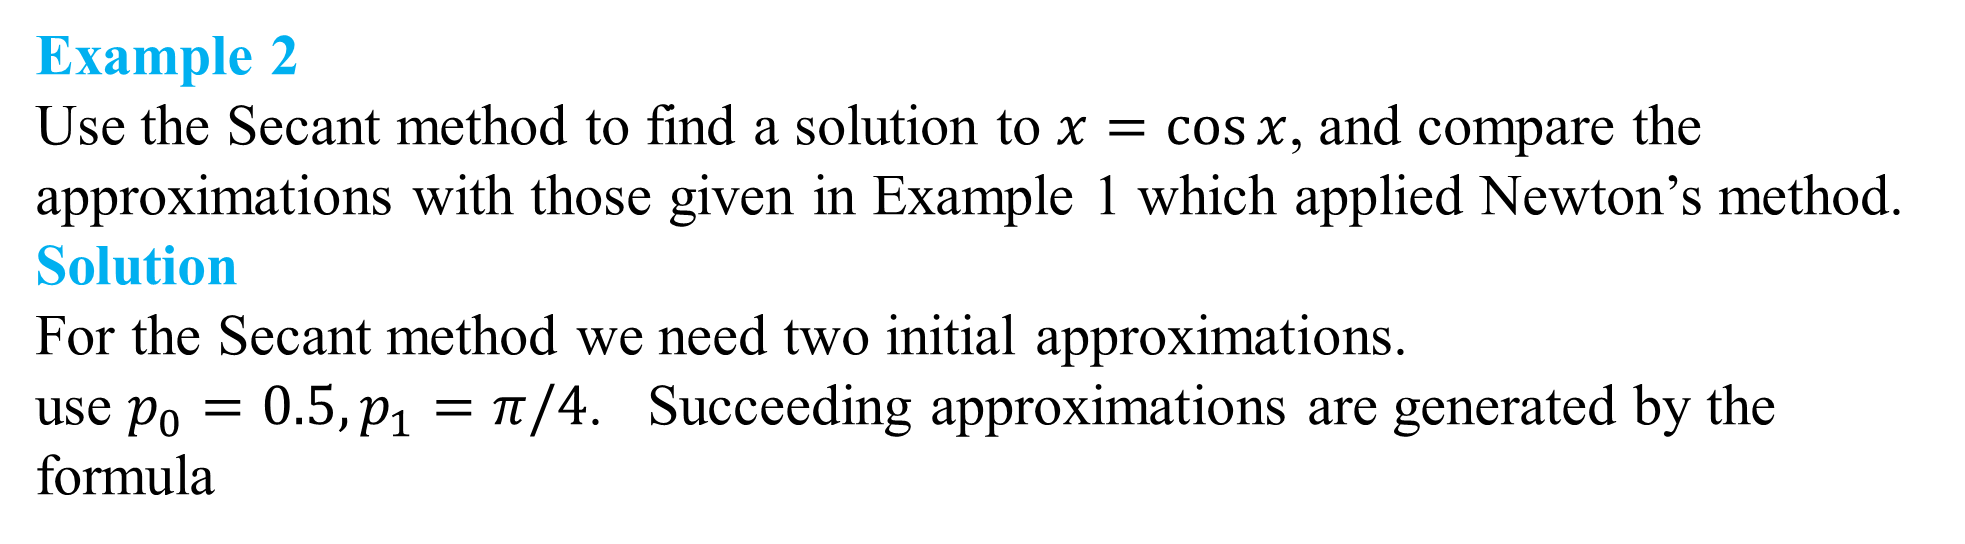 Example 2
Use the Secant method to find a solution to 𝑥 = cos 𝑥, and compare the
approximations with those given in Example 1 which applied Newton’s method.
Solution
For the Secant method we need two initial approximations.
use 𝑝₀ = 0.5, 𝑝₁ = 𝜋/4. Succeeding approximations are generated by the
formula